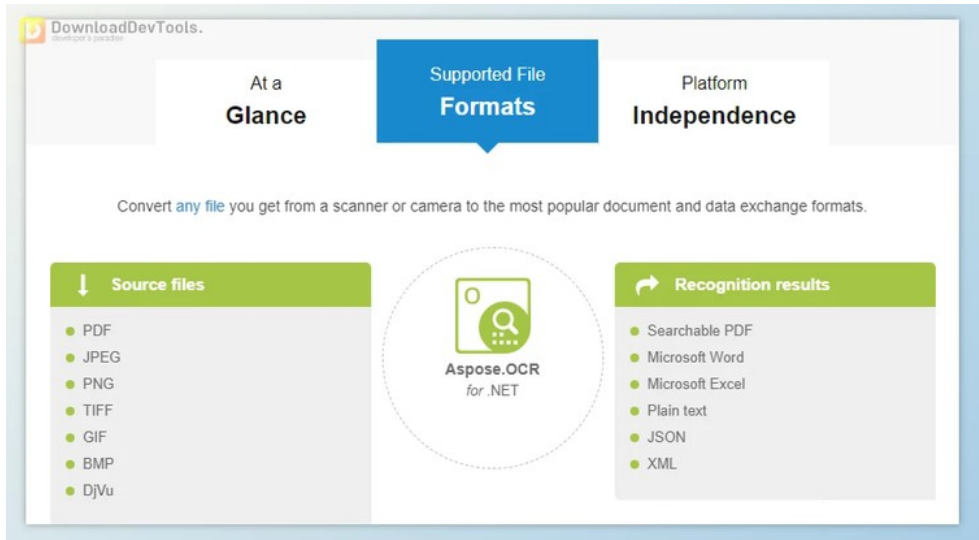 DownloadDevTools.
developer's paradise
At a
Glance
Supported File
Formats
Platform
Independence
Convert any file you get from a scanner or camera to the most popular document and data exchange formats.
Source files
PDF
JPEG
PNG
TIFF
GIF
BMP
DjVu
O
Aspose.OCR
for .NET
Recognition results
Searchable PDF
Microsoft Word
Microsoft Excel
Plain text
JSON
XML